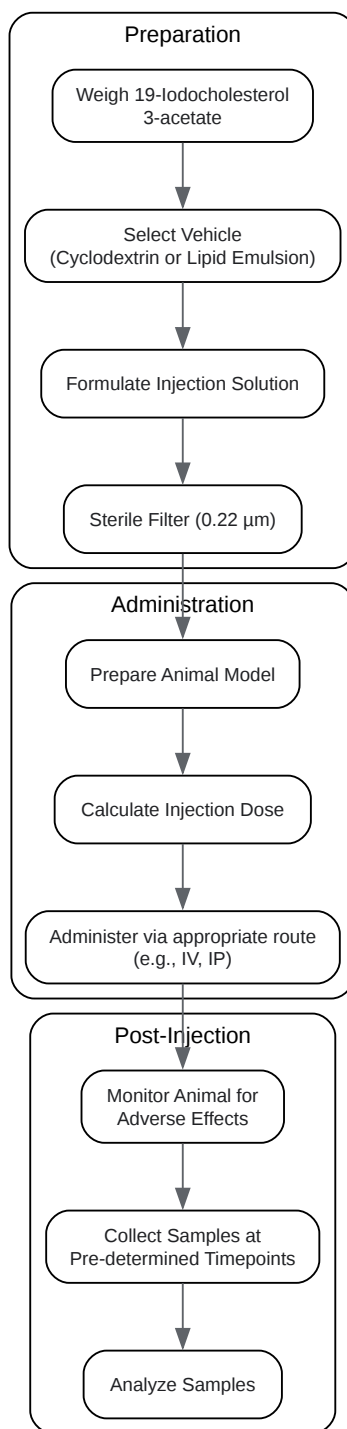 Preparation
Weigh 19-Iodocholesterol
3-acetate
Select Vehicle
(Cyclodextrin or Lipid Emulsion)
Formulate Injection Solution
Sterile Filter (0.22 µm)
Administration
Prepare Animal Model
Calculate Injection Dose
Administer via appropriate route
(e.g., IV, IP)
Post-Injection
Monitor Animal for
Adverse Effects
Collect Samples at
Pre-determined Timepoints
Analyze Samples